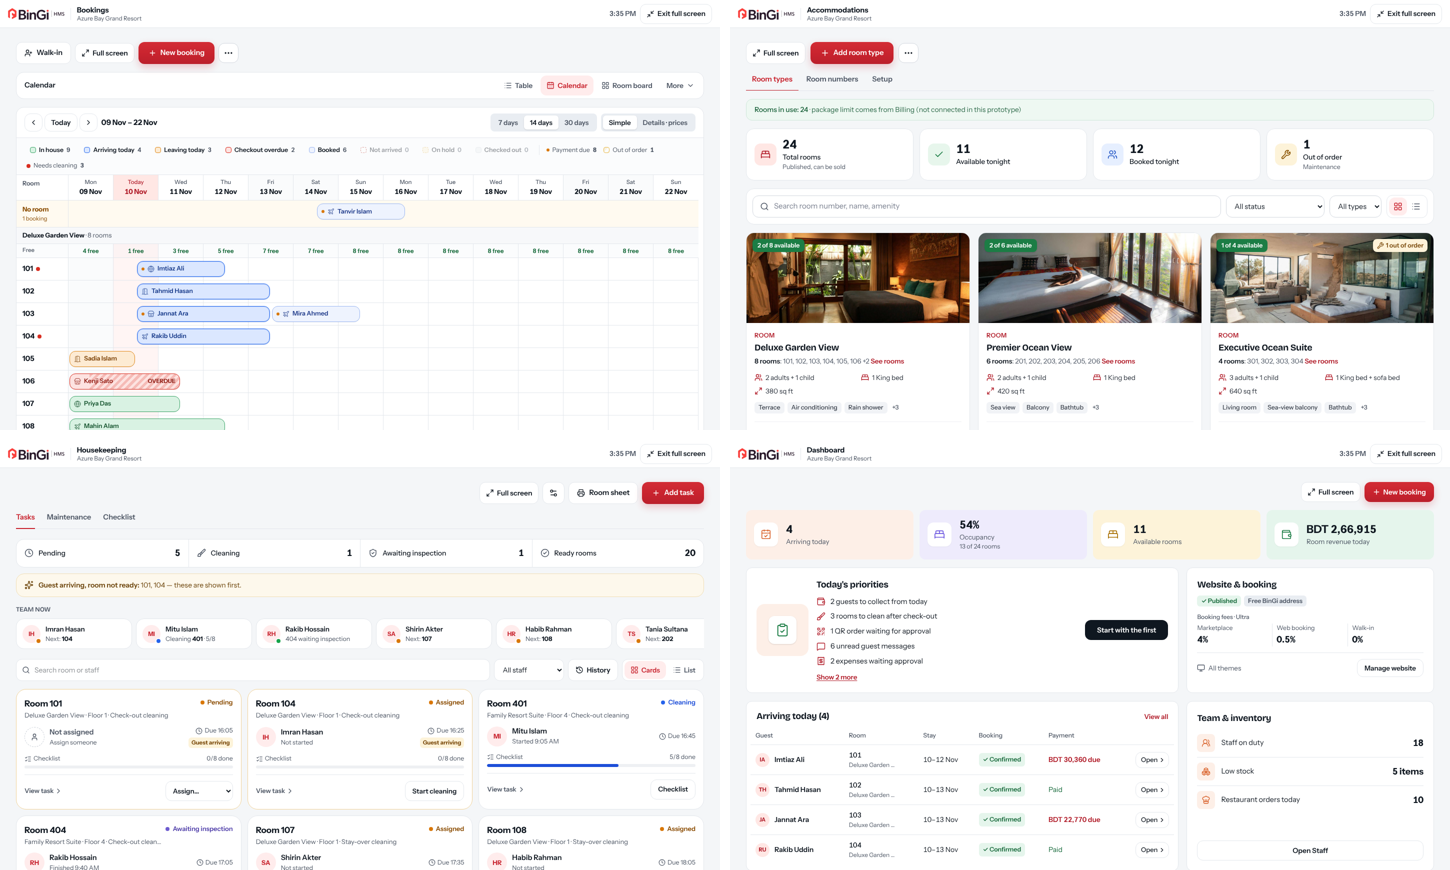 BinGi HMS
Bookings
Azure Bay Grand Resort
3:35 PM
Exit full screen
Walk-in
Full screen
New booking
Calendar
Table
Calendar
Room board
More
Today
09 Nov – 22 Nov
7 days
14 days
30 days
Simple
Details · prices
In house 9
Arriving today 4
Leaving today 3
Checkout overdue 2
Booked 6
Not arrived 0
On hold 0
Checked out 0
Payment due 8
Out of order 1
Needs cleaning 3
Room
Mon 09 Nov
Today 10 Nov
Wed 11 Nov
Thu 12 Nov
Fri 13 Nov
Sat 14 Nov
Sun 15 Nov
Mon 16 Nov
Tue 17 Nov
Wed 18 Nov
Thu 19 Nov
Fri 20 Nov
Sat 21 Nov
Sun 22 Nov
No room
1 booking
Tanvir Islam
Deluxe Garden View · 8 rooms
Free 4 free 1 free 3 free 5 free 7 free 7 free 8 free 8 free 8 free 8 free 8 free 8 free 8 free 8 free
101 Imtiaz Ali
102 Tahmid Hasan
103 Jannat Ara Mira Ahmed
104 Rakib Uddin
105 Sadia Islam
106 Kenji Sato OVERDUE
107 Priya Das
108 Mahin Alam
BinGi HMS
Accommodations
Azure Bay Grand Resort
3:35 PM
Exit full screen
Full screen
Add room type
Room types
Room numbers
Setup
Rooms in use: 24 · package limit comes from Billing (not connected in this prototype)
24
Total rooms
Published, can be sold
11
Available tonight
12
Booked tonight
1
Out of order
Maintenance
Search room number, name, amenity
All status
All types
2 of 8 available
ROOM
Deluxe Garden View
8 rooms: 101, 102, 103, 104, 105, 106 +2 See rooms
2 adults + 1 child
1 King bed
380 sq ft
Terrace
Air conditioning
Rain shower
+3
2 of 6 available
ROOM
Premier Ocean View
6 rooms: 201, 202, 203, 204, 205, 206 See rooms
2 adults + 1 child
1 King bed
420 sq ft
Sea view
Balcony
Bathtub
+3
1 of 4 available
1 out of order
ROOM
Executive Ocean Suite
4 rooms: 301, 302, 303, 304 See rooms
3 adults + 1 child
1 King bed + sofa bed
640 sq ft
Living room
Sea-view balcony
Bathtub
+3
BinGi HMS
Housekeeping
Azure Bay Grand Resort
3:35 PM
Exit full screen
Full screen
Room sheet
Add task
Tasks
Maintenance
Checklist
Pending 5
Cleaning 1
Awaiting inspection 1
Ready rooms 20
Guest arriving, room not ready: 101, 104 — these are shown first.
TEAM NOW
IH Imran Hasan
Next: 104
MI Mitu Islam
Cleaning 401 5/8
RH Rakib Hossain
404 waiting inspection
SA Shirin Akter
Next: 107
HR Habib Rahman
Next: 108
TS Tania Sultana
Next: 202
Search room or staff
All staff
History
Cards
List
Room 101
Pending
Deluxe Garden View · Floor 1 · Check-out cleaning
Not assigned
Assign someone
Due 16:05
Guest arriving
Checklist 0/8 done
View task
Assign...
Room 104
Assigned
Deluxe Garden View · Floor 1 · Check-out cleaning
IH Imran Hasan
Not started
Due 16:25
Guest arriving
Checklist 0/8 done
View task
Start cleaning
Room 401
Cleaning
Family Resort Suite · Floor 4 · Check-out cleaning
MI Mitu Islam
Started 9:05 AM
Due 16:45
Checklist 5/8 done
View task
Checklist
Room 404
Awaiting inspection
Family Resort Suite · Floor 4 · Check-out clean...
RH Rakib Hossain
Finished 9:40 AM
Due 17:05
Room 107
Assigned
Deluxe Garden View · Floor 1 · Stay-over cleaning
SA Shirin Akter
Not started
Due 17:35
Room 108
Assigned
Deluxe Garden View · Floor 1 · Stay-over cleaning
HR Habib Rahman
Not started
Due 18:05
BinGi HMS
Dashboard
Azure Bay Grand Resort
3:35 PM
Exit full screen
Full screen
New booking
4
Arriving today
54%
Occupancy
13 of 24 rooms
11
Available rooms
BDT 2,66,915
Room revenue today
Today's priorities
2 guests to collect from today
3 rooms to clean after check-out
1 QR order waiting for approval
6 unread guest messages
2 expenses waiting approval
Show 2 more
Start with the first
Website & booking
Published
Free BinGi address
Booking fees · Ultra
Marketplace 4%
Web booking 0.5%
Walk-in 0%
All themes
Manage website
Arriving today (4)
View all
Guest Room Stay Booking Payment
IA Imtiaz Ali 101 Deluxe Garden ... 10–12 Nov Confirmed BDT 30,360 due Open
TH Tahmid Hasan 102 Deluxe Garden ... 10–13 Nov Confirmed Paid Open
JA Jannat Ara 103 Deluxe Garden ... 10–13 Nov Confirmed BDT 22,770 due Open
RU Rakib Uddin 104 Deluxe Garden ... 10–13 Nov Confirmed Paid Open
Team & inventory
Staff on duty 18
Low stock 5 items
Restaurant orders today 10
Open Staff